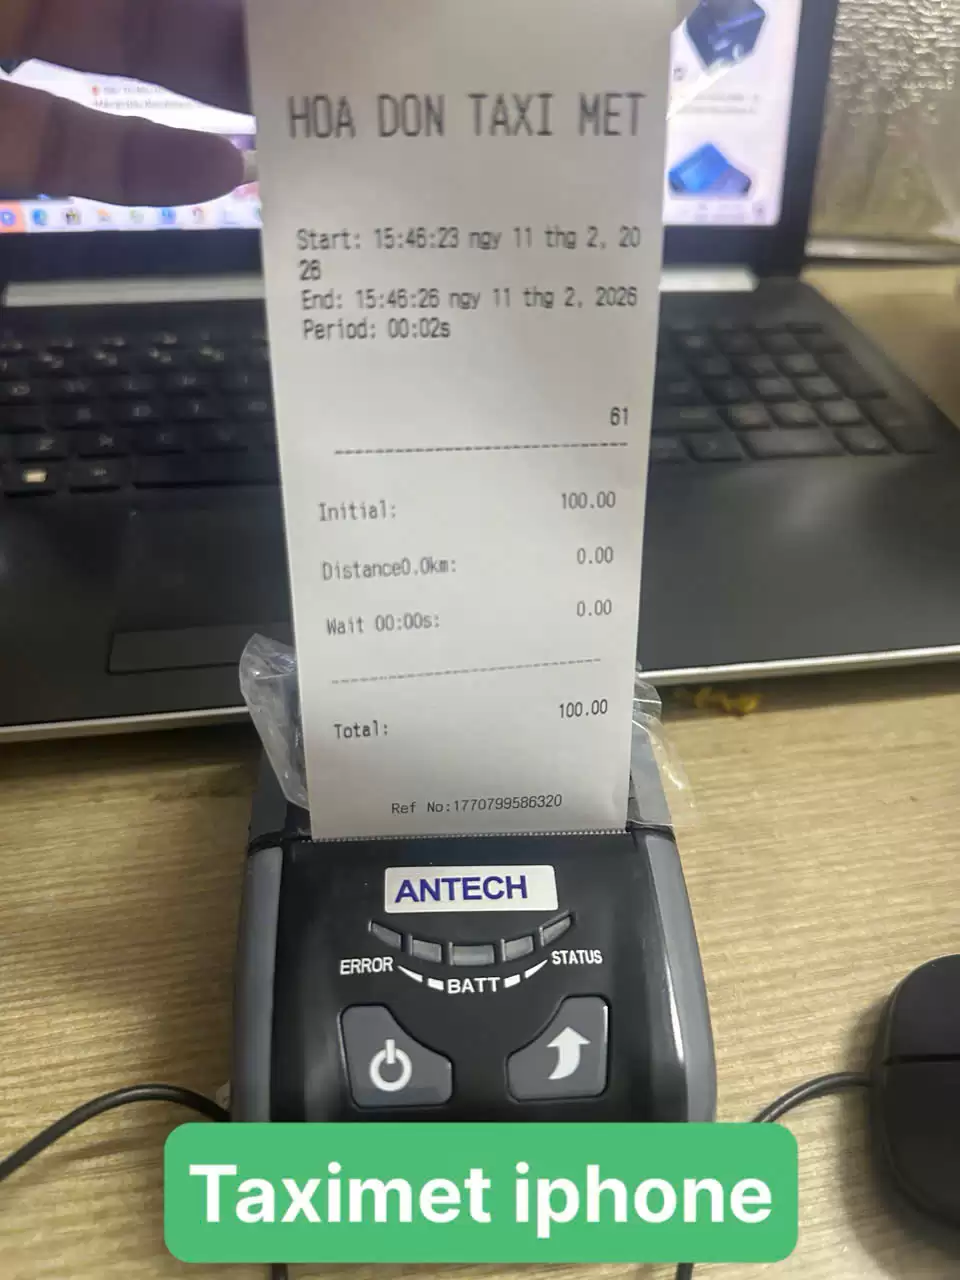 HOA DON TAXI MET
Start: 15:46:23 ngy 11 thg 2, 20
26
End: 15:46:26 ngy 11 thg 2, 2026
Period: 00:02s
61
Initial: 100.00
Distance0.0km: 0.00
Wait 00:00s: 0.00
Total: 100.00
Ref No:1770799586320
ANTECH
ERROR BATT STATUS
Taximet iphone